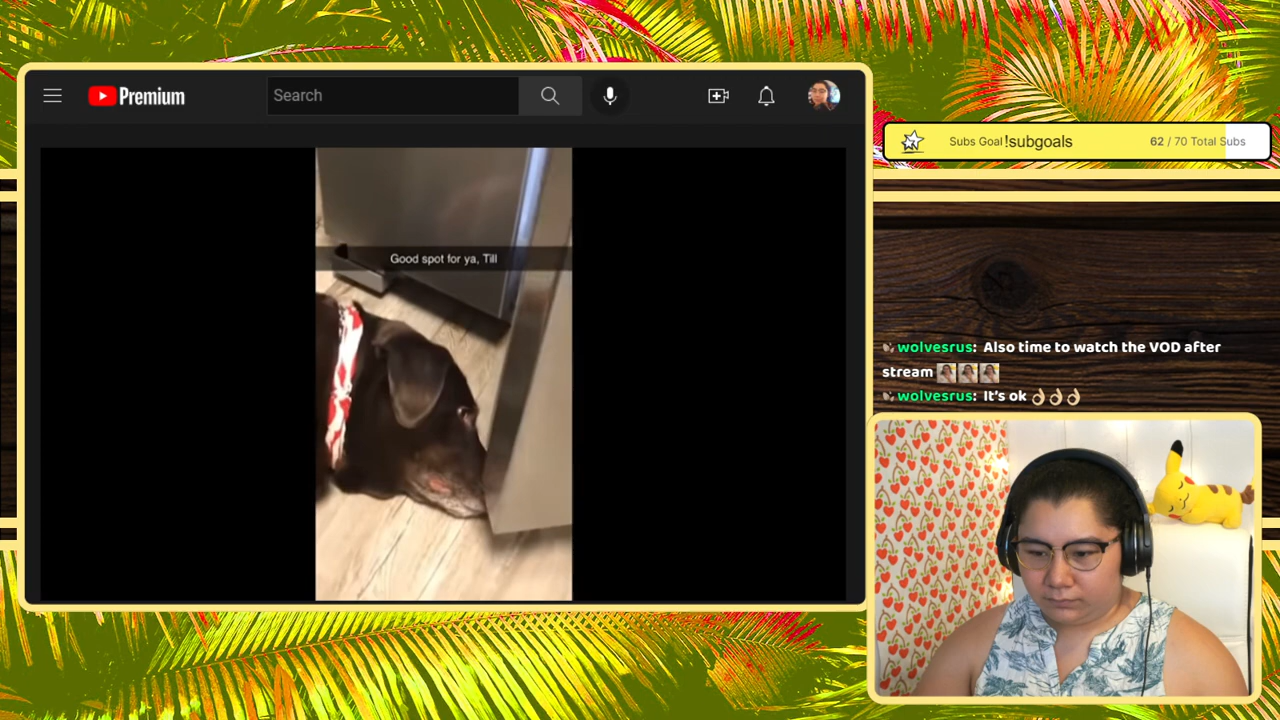 Premium
Search
Subs Goal !subgoals 62 / 70 Total Subs
Good spot for ya, Till
wolvesrus: Also time to watch the VOD after
stream
wolvesrus: It's ok 👌🏼👌🏼👌🏼